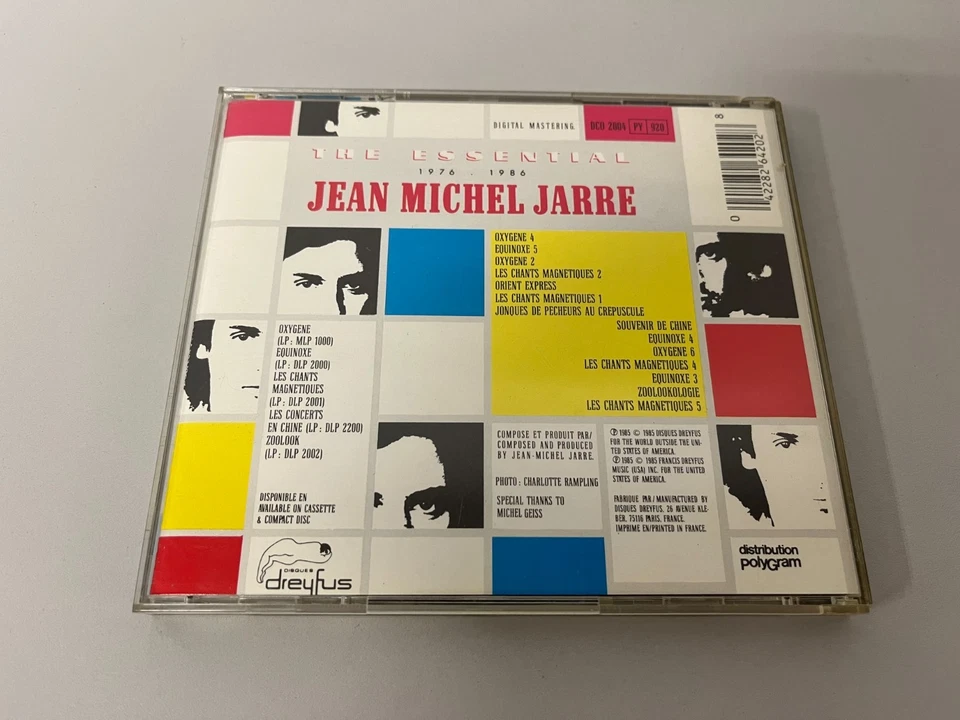 DIGITAL MASTERING.
DCD 2004 PY 920
THE ESSENTIAL
1976 . 1986
JEAN MICHEL JARRE
0 42282 64202 8
OXYGENE 4
EQUINOXE 5
OXYGENE 2
LES CHANTS MAGNETIQUES 2
ORIENT EXPRESS
LES CHANTS MAGNETIQUES 1
JONQUES DE PECHEURS AU CREPUSCULE
SOUVENIR DE CHINE
EQUINOXE 4
OXYGENE 6
LES CHANTS MAGNETIQUES 4
EQUINOXE 3
ZOOLOOKOLOGIE
LES CHANTS MAGNETIQUES 5
OXYGENE
(LP: MLP 1000)
EQUINOXE
(LP: DLP 2000)
LES CHANTS
MAGNETIQUES
(LP: DLP 2001)
LES CONCERTS
EN CHINE (LP: DLP 2200)
ZOOLOOK
(LP: DLP 2002)
DISPONIBLE EN
AVAILABLE ON CASSETTE
& COMPACT DISC
COMPOSE ET PRODUIT PAR/
COMPOSED AND PRODUCED
BY JEAN-MICHEL JARRE.
PHOTO: CHARLOTTE RAMPLING
SPECIAL THANKS TO
MICHEL GEISS
℗ 1985 © 1985 DISQUES DREYFUS
FOR THE WORLD OUTSIDE THE UNI-
TED STATES OF AMERICA.
℗ 1985 © 1985 FRANCIS DREYFUS
MUSIC (USA) INC. FOR THE UNITED
STATES OF AMERICA.
FABRIQUE PAR/MANUFACTURED BY
DISQUES DREYFUS, 26 AVENUE KLE-
BER, 75116 PARIS, FRANCE.
IMPRIME EN/PRINTED IN FRANCE.
DISQUES
dreyfus
distribution
polyGram